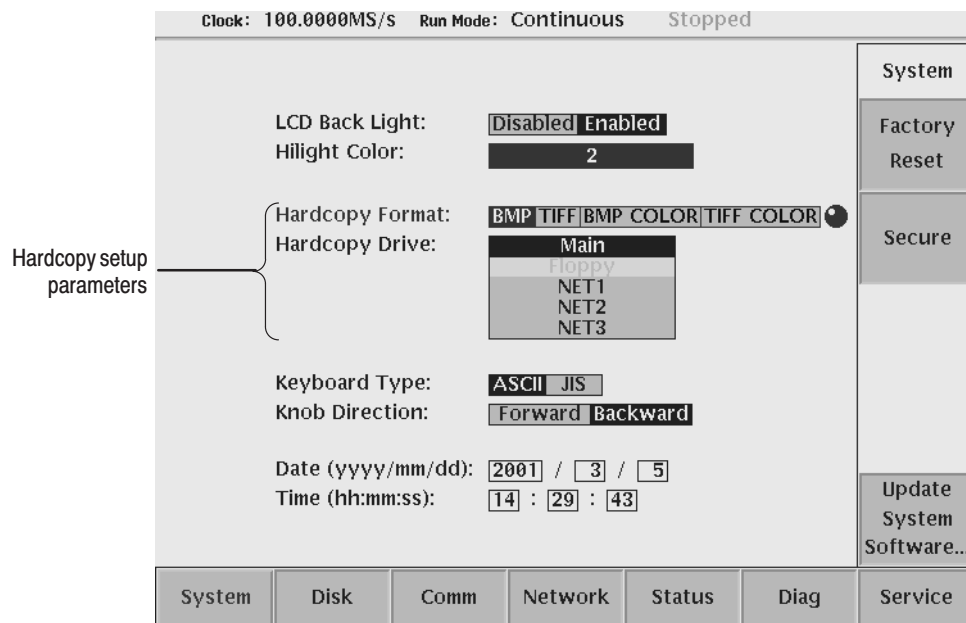 Clock: 100.0000MS/s Run Mode: Continuous Stopped
System
LCD Back Light: Disabled Enabled
Hilight Color: 2
Factory
Reset
Hardcopy Format: BMP TIFF BMP COLOR TIFF COLOR
Hardcopy Drive: Main
Floppy
NET1
NET2
NET3
Secure
Hardcopy setup
parameters
Keyboard Type: ASCII JIS
Knob Direction: Forward Backward
Date (yyyy/mm/dd): 2001 / 3 / 5
Time (hh:mm:ss): 14 : 29 : 43
Update
System
Software...
System Disk Comm Network Status Diag Service